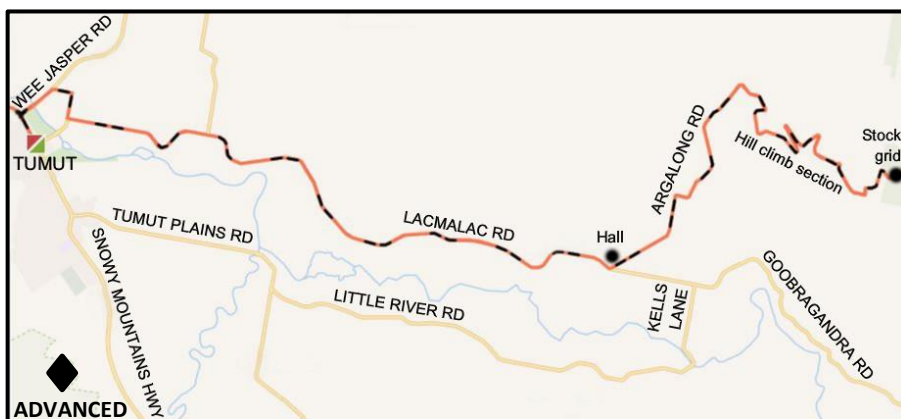 WEE JASPER RD
TUMUT
TUMUT PLAINS RD
SNOWY MOUNTAINS HWY
LACMALAC RD
LITTLE RIVER RD
Hall
ARGALONG RD
Hill climb section
Stock
grid
KELLS
LANE
GOOBRAGANDRA RD
ADVANCED